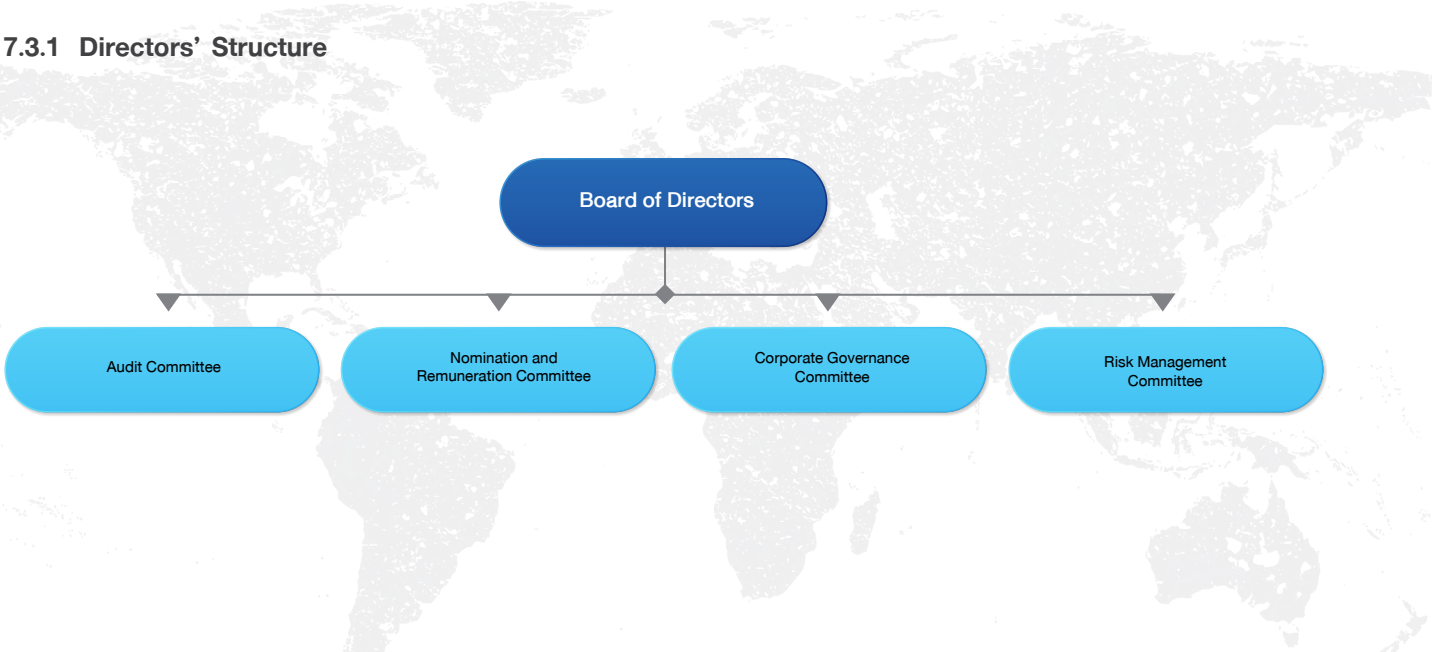 7.3.1 Directors’ Structure
Board of Directors
Audit Committee
Nomination and
Remuneration Committee
Corporate Governance
Committee
Risk Management
Committee